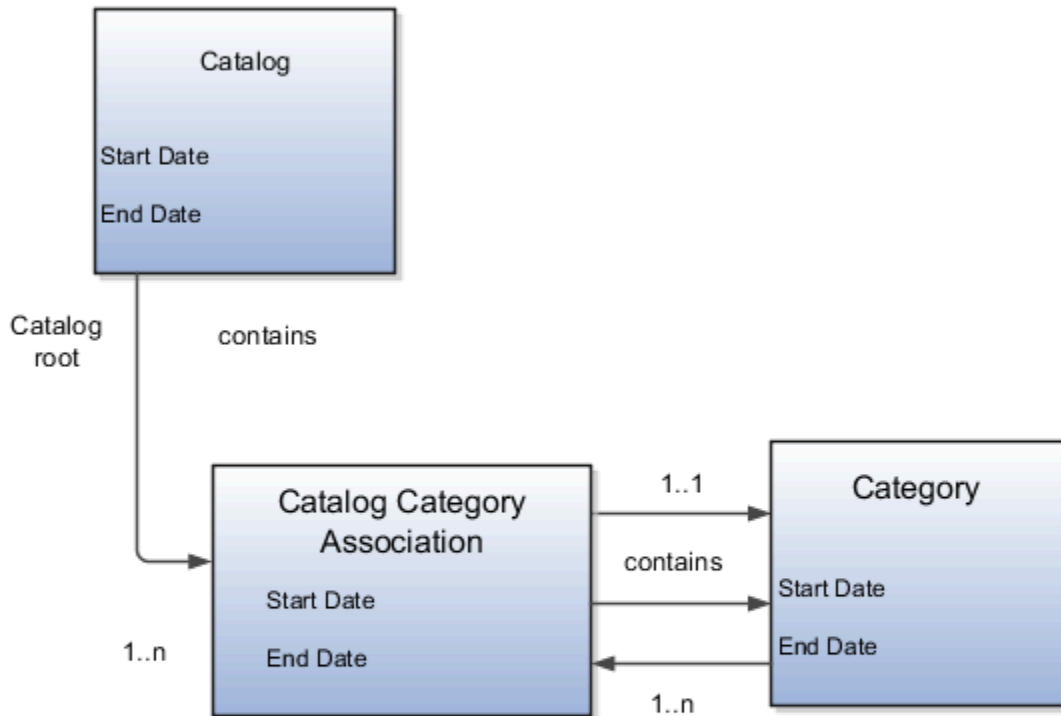 Catalog
Start Date
End Date
Catalog
root
contains
Catalog Category
Association
Start Date
End Date
1..n
1..1
contains
1..n
Category
Start Date
End Date